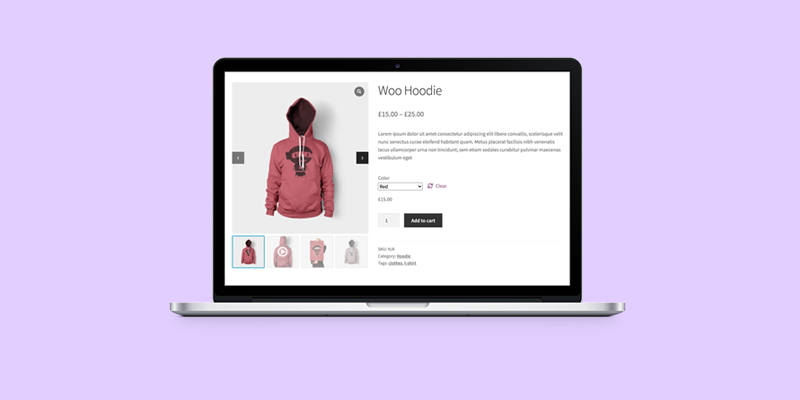 Woo Hoodie
£15.00 – £25.00
Lorem ipsum dolor sit amet consectetur adipiscing elit libero convallis, scelerisque velit
nunc senectus curae eleifend habitant quam. Metus placerat facilisis nibh venenatis
lacus ullamcorper urna non tincidunt, sem etiam sodales curabitur pulvinar maecenas
vestibulum eget
Color
Red
Clear
£15.00
1
Add to cart
SKU: N/A
Category: Hoodie
Tags: clothes, t-shirt